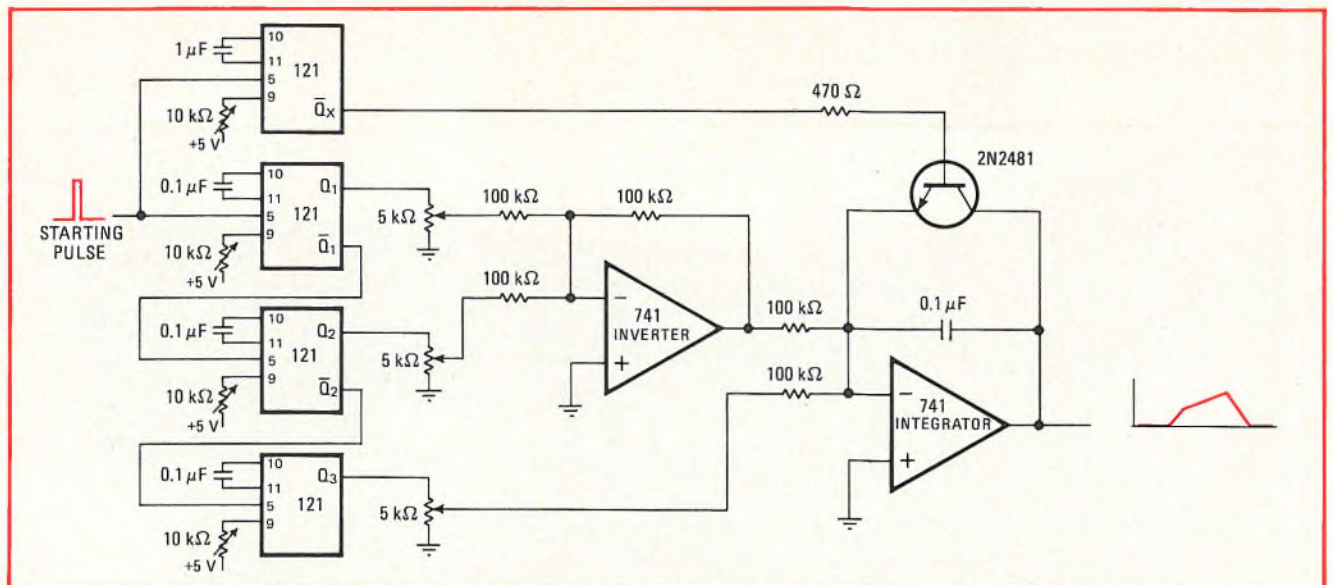 10
1 μF
11
121
5
9
10 kΩ
+5 V
Q̅X
470 Ω
2N2481
10
0.1 μF
11
121
5
9
10 kΩ
+5 V
Q1
Q̅1
5 kΩ
STARTING
PULSE
100 kΩ
100 kΩ
100 kΩ
−
741
INVERTER
+
10
0.1 μF
11
121
5
9
10 kΩ
+5 V
Q2
Q̅2
5 kΩ
100 kΩ
0.1 μF
100 kΩ
−
741
INTEGRATOR
+
10
0.1 μF
11
121
5
9
10 kΩ
+5 V
Q3
5 kΩ